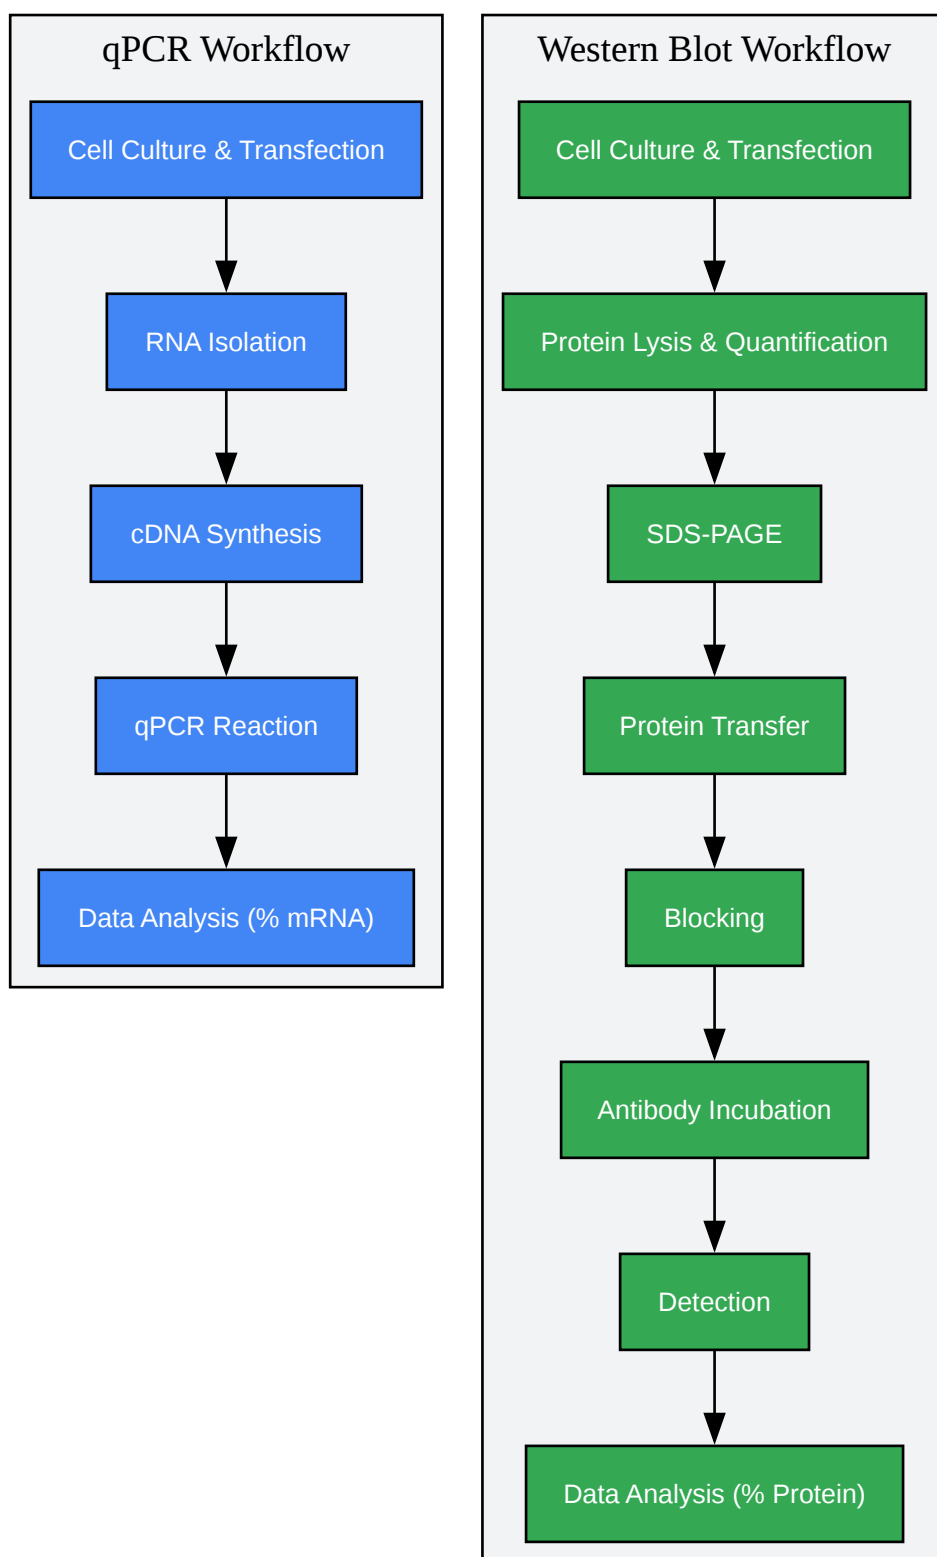 qPCR Workflow
Cell Culture & Transfection
RNA Isolation
cDNA Synthesis
qPCR Reaction
Data Analysis (% mRNA)
Western Blot Workflow
Cell Culture & Transfection
Protein Lysis & Quantification
SDS-PAGE
Protein Transfer
Blocking
Antibody Incubation
Detection
Data Analysis (% Protein)